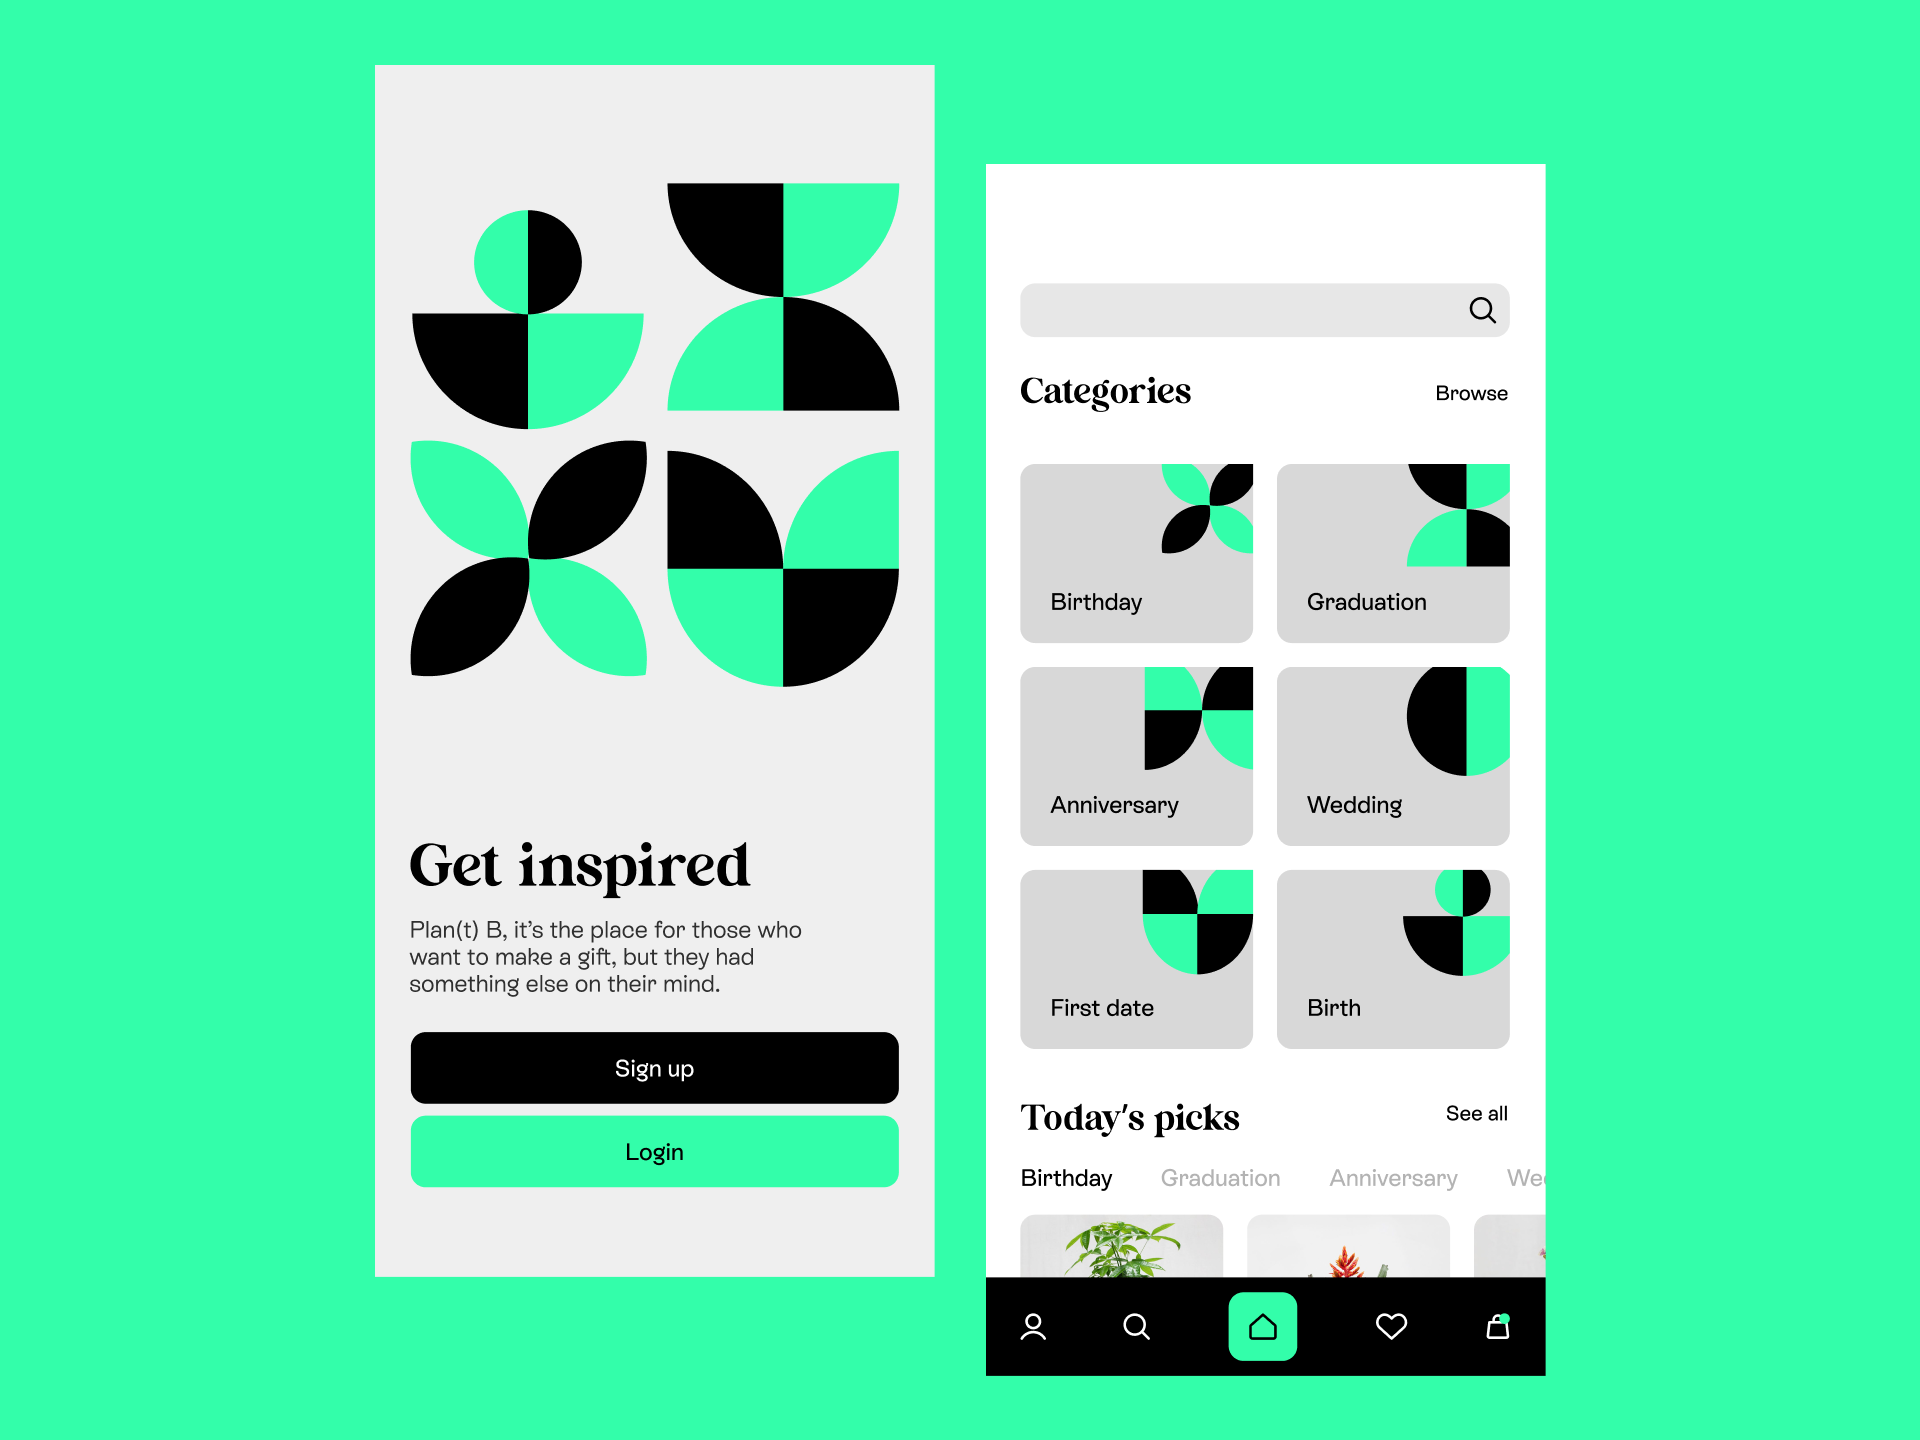 Get inspired
Plan(t) B, it’s the place for those who
want to make a gift, but they had
something else on their mind.
Sign up
Login
Categories
Browse
Birthday
Graduation
Anniversary
Wedding
First date
Birth
Today's picks
See all
Birthday Graduation Anniversary We